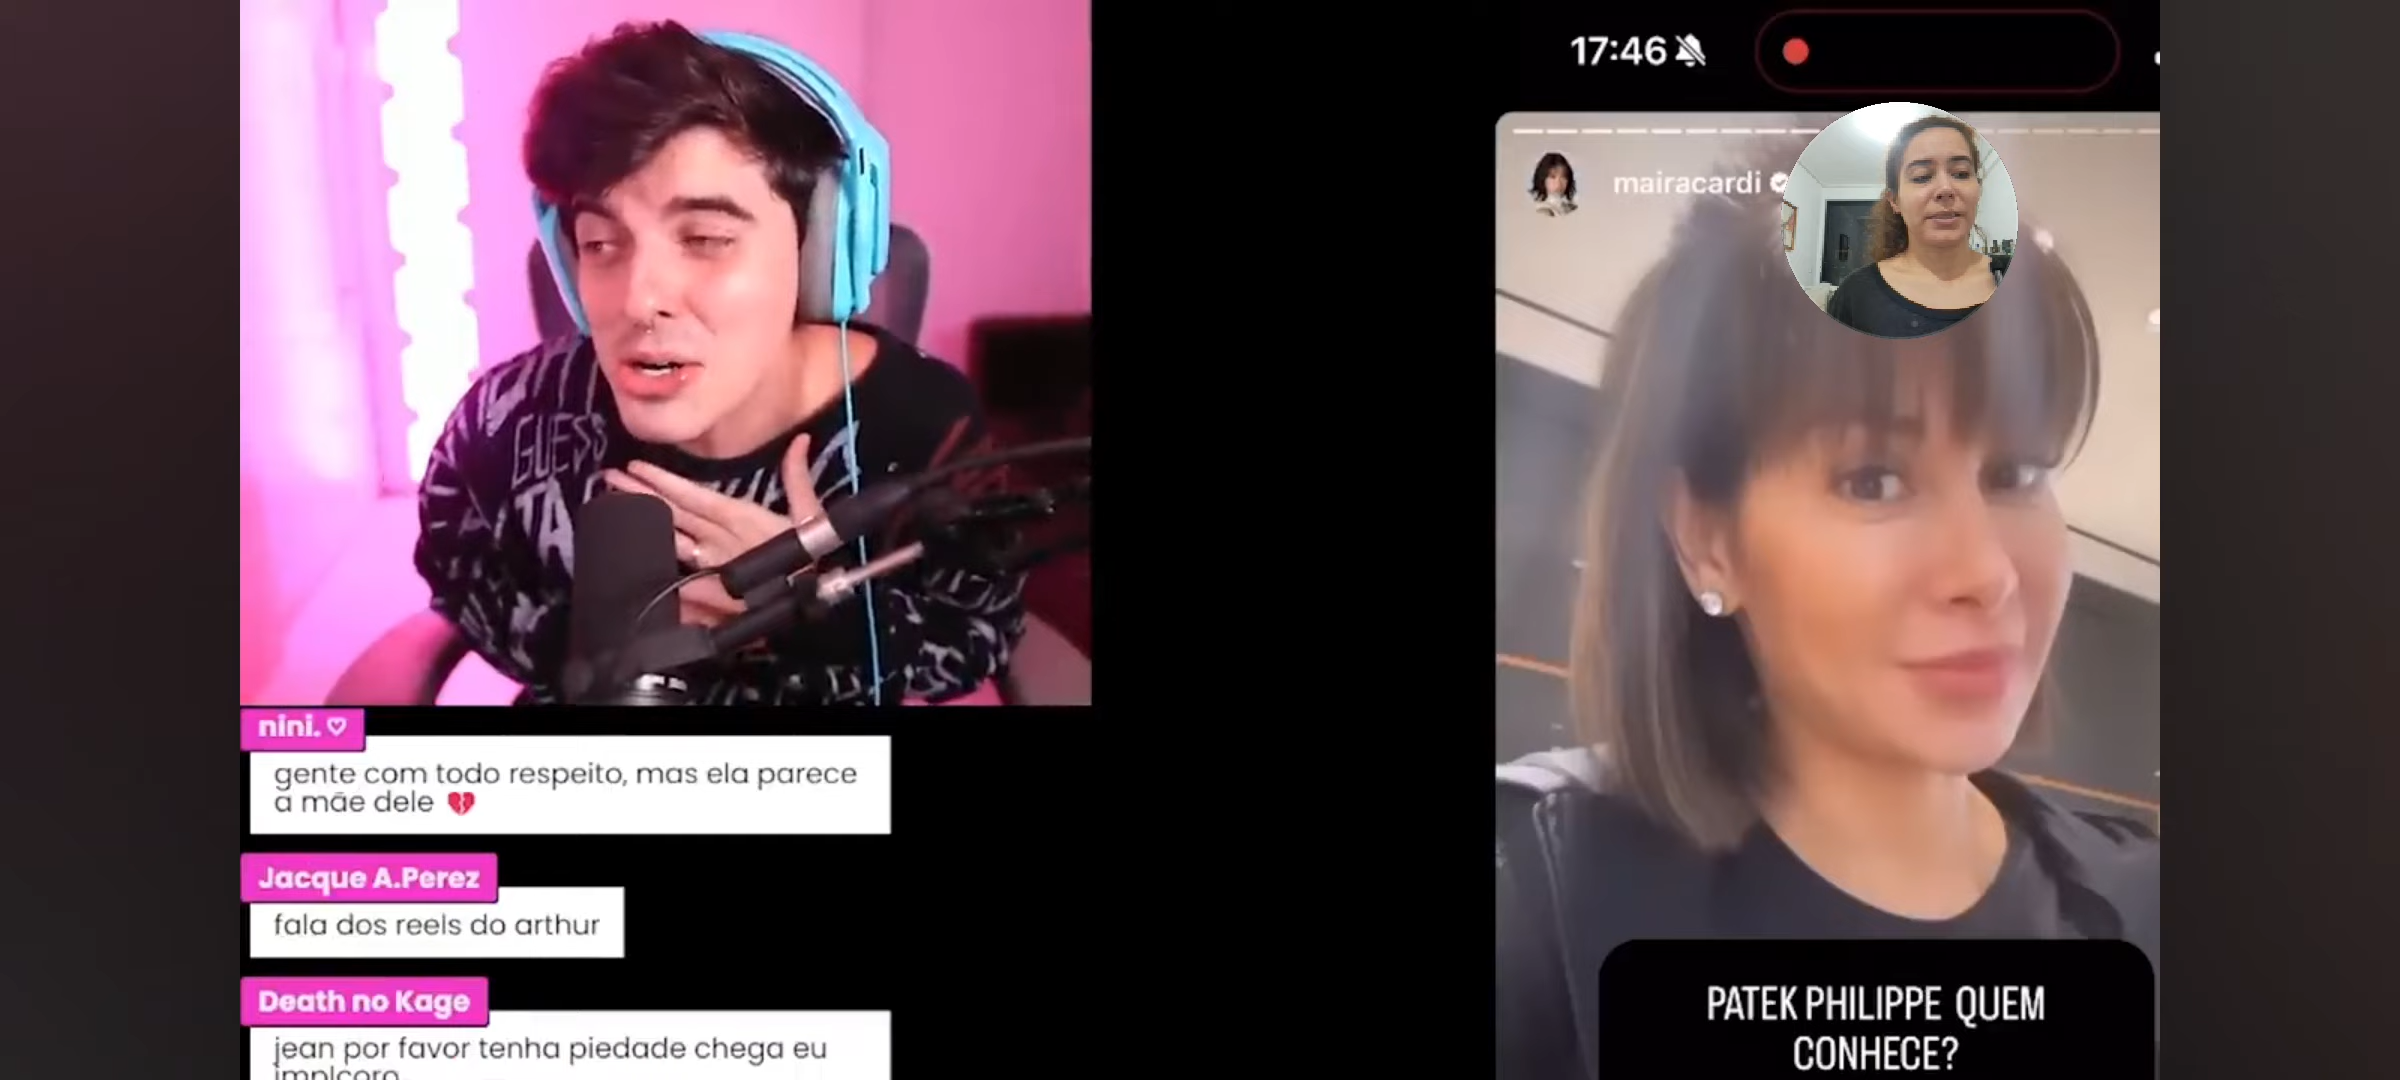 17:46
mairacardi
GUESS
nini. ♡
gente com todo respeito, mas ela parece
a mãe dele 💔
Jacque A.Perez
fala dos reels do arthur
Death no Kage
jean por favor tenha piedade chega eu
implcoro
PATEK PHILIPPE QUEM
CONHECE?